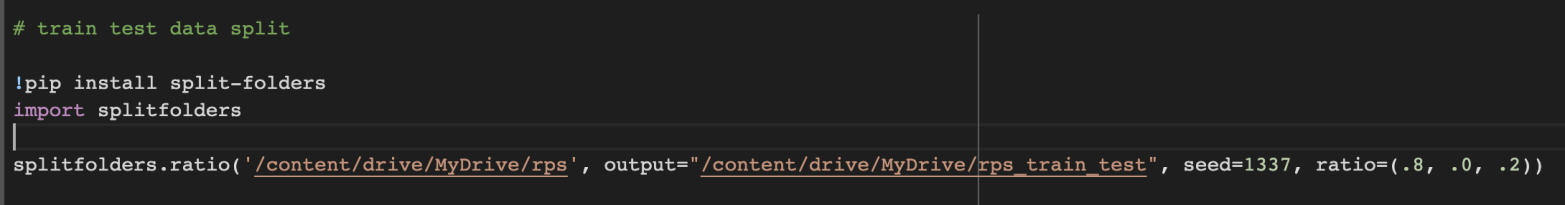 # train test data split
!pip install split-folders
import splitfolders
splitfolders.ratio('/content/drive/MyDrive/rps', output="/content/drive/MyDrive/rps_train_test", seed=1337, ratio=(.8, .0, .2))